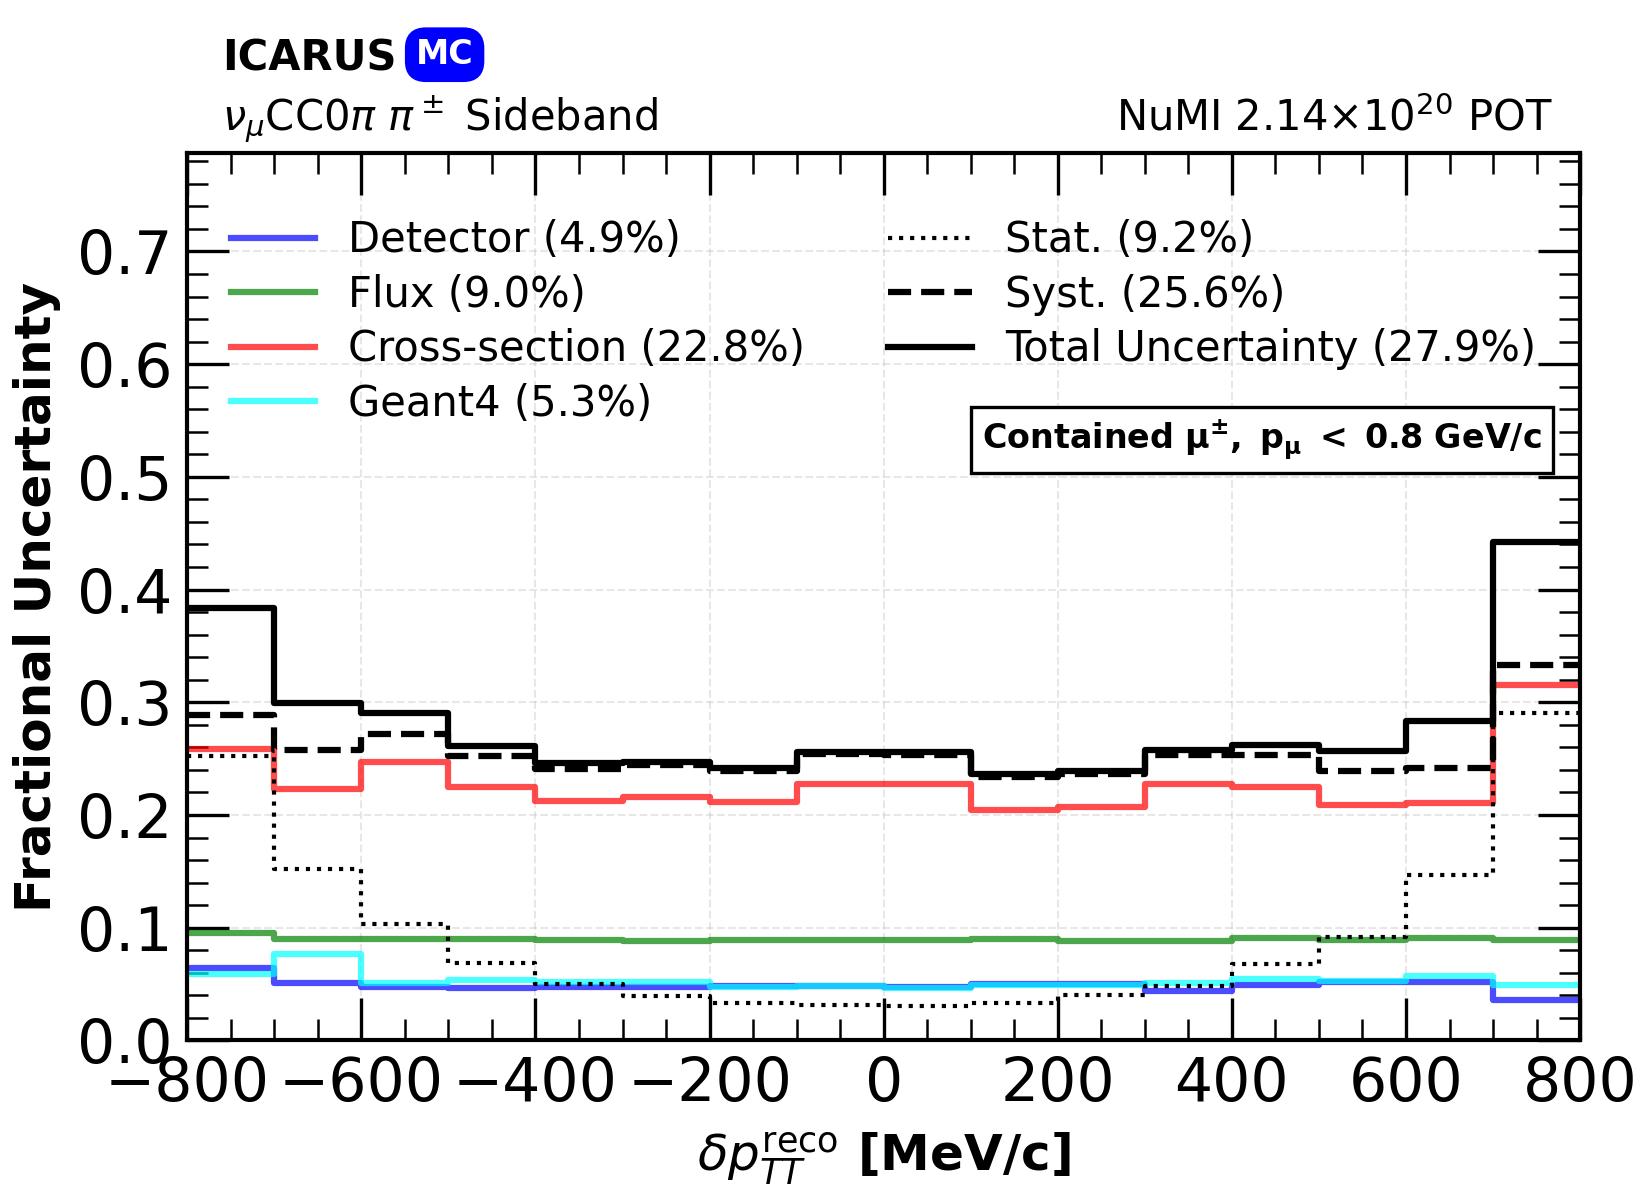 ICARUS MC
νμCC0π π± Sideband
NuMI 2.14×10²⁰ POT
Detector (4.9%)
Flux (9.0%)
Cross-section (22.8%)
Geant4 (5.3%)
Stat. (9.2%)
Syst. (25.6%)
Total Uncertainty (27.9%)
Contained μ±, pμ < 0.8 GeV/c
Fractional Uncertainty
0.7
0.6
0.5
0.4
0.3
0.2
0.1
0.0
−800 −600 −400 −200 0 200 400 600 800
δp_TT^reco [MeV/c]